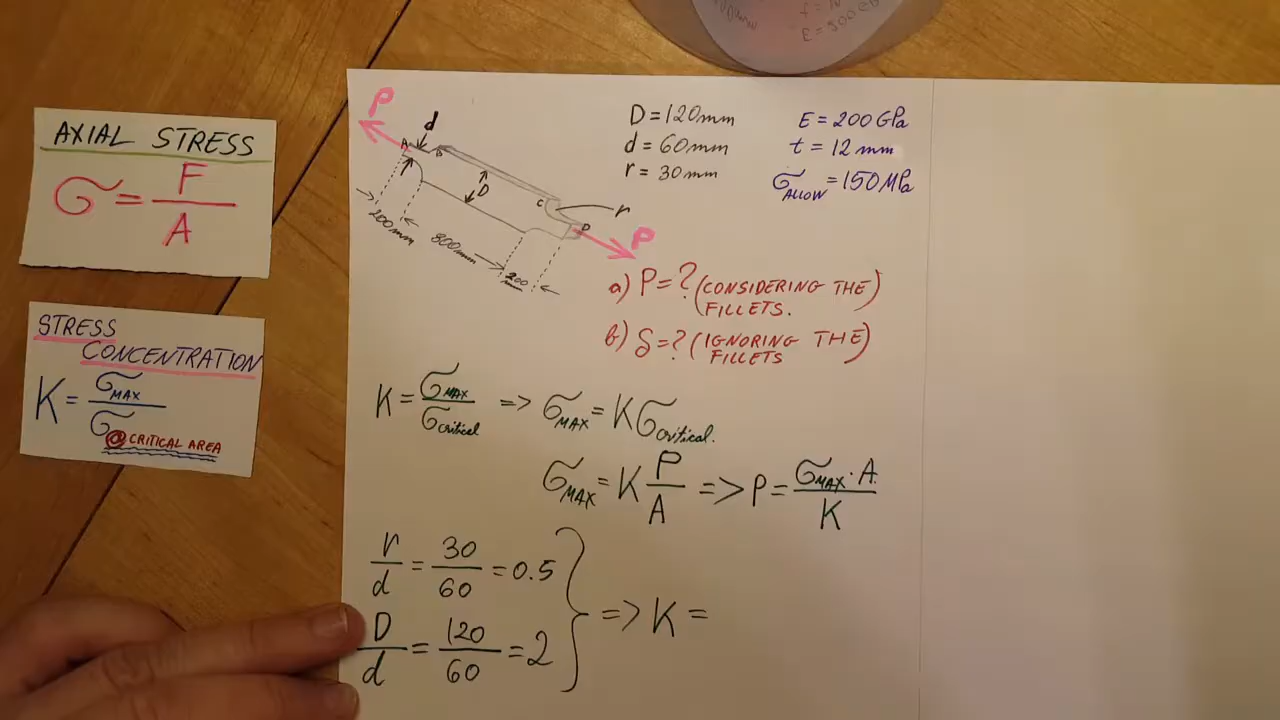 AXIAL STRESS
σ = F/A
STRESS
CONCENTRATION
K = σMAX/σ@ CRITICAL AREA
P
d
A
B
D
C
r
D
P
200mm
800mm
200 mm
D = 120mm
d = 60mm
r = 30mm
E = 200 GPa
t = 12 mm
σALLOW = 150 MPa
a) P = ? (CONSIDERING THE
FILLETS.)
b) δ = ? (IGNORING THE
FILLETS)
K = σMAX/σcritical => σMAX = Kσcritical.
σMAX = K P/A => P = σMAX · A/K
r/d = 30/60 = 0.5
D/d = 120/60 = 2
=> K =